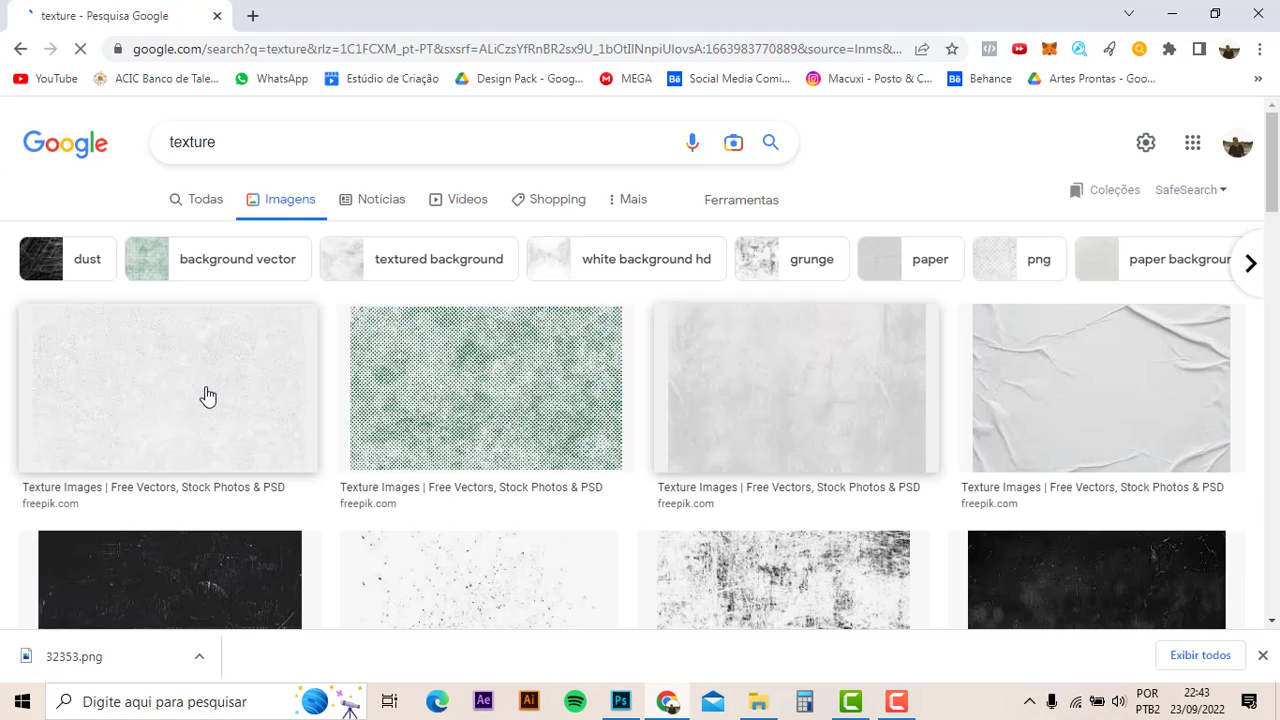 texture - Pesquisa Google
google.com/search?q=texture&rlz=1C1FCXM_pt-PT&sxsrf=ALiCzsYfRnBR2sx9U_1bOtIINnpiUIovsA:1663983770889&source=lnms&...
YouTube
ACIC Banco de Tale...
WhatsApp
Estúdio de Criação
Design Pack - Goog...
MEGA
Social Media Comi...
Macuxi - Posto & C...
Behance
Artes Prontas - Goo...
Google
texture
Todas
Imagens
Notícias
Vídeos
Shopping
Mais
Ferramentas
Coleções
SafeSearch
dust
background vector
textured background
white background hd
grunge
paper
png
paper backgroun
Texture Images | Free Vectors, Stock Photos & PSD
freepik.com
Texture Images | Free Vectors, Stock Photos & PSD
freepik.com
Texture Images | Free Vectors, Stock Photos & PSD
freepik.com
Texture Images | Free Vectors, Stock Photos & PSD
freepik.com
32353.png
Exibir todos
Digite aqui para pesquisar
Ae
Ai
Ps
POR
PTB2
22:43
23/09/2022